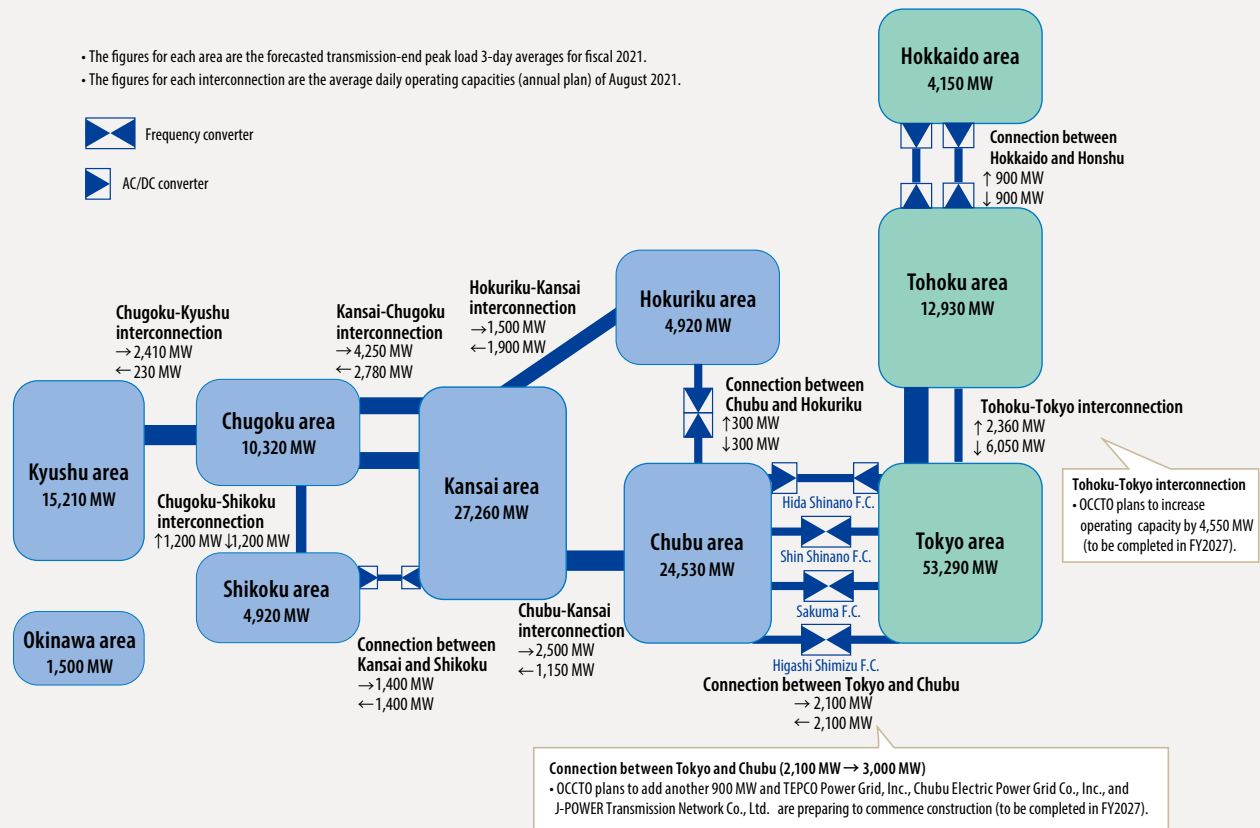 • The figures for each area are the forecasted transmission-end peak load 3-day averages for fiscal 2021.
• The figures for each interconnection are the average daily operating capacities (annual plan) of August 2021.
Frequency converter
AC/DC converter
Hokkaido area
4,150 MW
Connection between
Hokkaido and Honshu
↑ 900 MW
↓ 900 MW
Tohoku area
12,930 MW
Hokuriku area
4,920 MW
Hokuriku-Kansai
interconnection
→1,500 MW
←1,900 MW
Kansai-Chugoku
interconnection
→4,250 MW
← 2,780 MW
Chugoku-Kyushu
interconnection
→ 2,410 MW
← 230 MW
Kyushu area
15,210 MW
Chugoku area
10,320 MW
Kansai area
27,260 MW
Connection between
Chubu and Hokuriku
↑300 MW
↓300 MW
Tohoku-Tokyo interconnection
↑ 2,360 MW
↓ 6,050 MW
Tohoku-Tokyo interconnection
• OCCTO plans to increase
operating capacity by 4,550 MW
(to be completed in FY2027).
Chugoku-Shikoku
interconnection
↑1,200 MW ↓1,200 MW
Shikoku area
4,920 MW
Okinawa area
1,500 MW
Chubu area
24,530 MW
Hida Shinano F.C.
Shin Shinano F.C.
Sakuma F.C.
Higashi Shimizu F.C.
Tokyo area
53,290 MW
Chubu-Kansai
interconnection
→2,500 MW
←1,150 MW
Connection between
Kansai and Shikoku
→1,400 MW
←1,400 MW
Connection between Tokyo and Chubu
→ 2,100 MW
← 2,100 MW
Connection between Tokyo and Chubu (2,100 MW → 3,000 MW)
• OCCTO plans to add another 900 MW and TEPCO Power Grid, Inc., Chubu Electric Power Grid Co., Inc., and
J-POWER Transmission Network Co., Ltd. are preparing to commence construction (to be completed in FY2027).